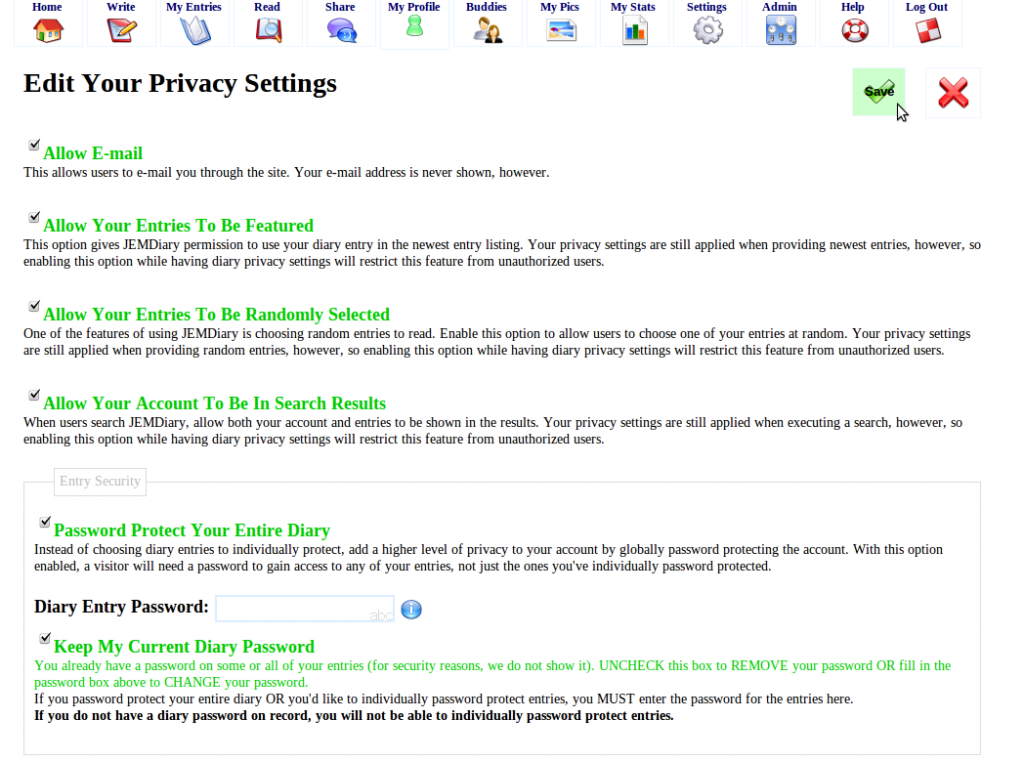 Home Write My Entries Read Share My Profile Buddies My Pics My Stats Settings Admin Help Log Out
Edit Your Privacy Settings
Save
Allow E-mail
This allows users to e-mail you through the site. Your e-mail address is never shown, however.
Allow Your Entries To Be Featured
This option gives JEMDiary permission to use your diary entry in the newest entry listing. Your privacy settings are still applied when providing newest entries, however, so
enabling this option while having diary privacy settings will restrict this feature from unauthorized users.
Allow Your Entries To Be Randomly Selected
One of the features of using JEMDiary is choosing random entries to read. Enable this option to allow users to choose one of your entries at random. Your privacy settings
are still applied when providing random entries, however, so enabling this option while having diary privacy settings will restrict this feature from unauthorized users.
Allow Your Account To Be In Search Results
When users search JEMDiary, allow both your account and entries to be shown in the results. Your privacy settings are still applied when executing a search, however, so
enabling this option while having diary privacy settings will restrict this feature from unauthorized users.
Entry Security
Password Protect Your Entire Diary
Instead of choosing diary entries to individually protect, add a higher level of privacy to your account by globally password protecting the account. With this option
enabled, a visitor will need a password to gain access to any of your entries, not just the ones you've individually password protected.
Diary Entry Password: abc
Keep My Current Diary Password
You already have a password on some or all of your entries (for security reasons, we do not show it). UNCHECK this box to REMOVE your password OR fill in the
password box above to CHANGE your password.
If you password protect your entire diary OR you'd like to individually password protect entries, you MUST enter the password for the entries here.
If you do not have a diary password on record, you will not be able to individually password protect entries.